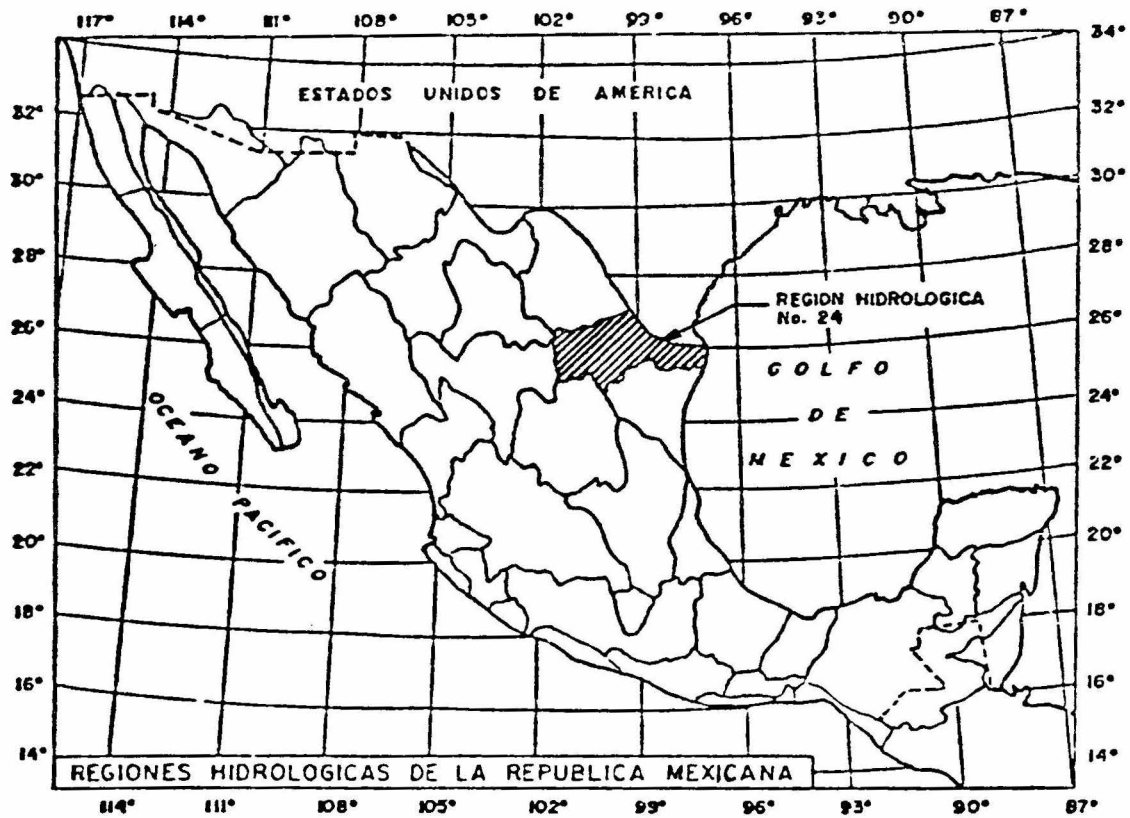 117° 114° 111° 108° 105° 102° 99° 96° 93° 90° 87°
34°
ESTADOS UNIDOS DE AMERICA
32° 32°
30° 30°
28° 28°
REGION HIDROLOGICA
No. 24
26° 26°
GOLFO
24° 24°
DE
MEXICO
22° 22°
OCEANO PACIFICO
20° 20°
18° 18°
16° 16°
14° 14°
REGIONES HIDROLOGICAS DE LA REPUBLICA MEXICANA
114° 111° 108° 105° 102° 99° 96° 93° 90° 87°